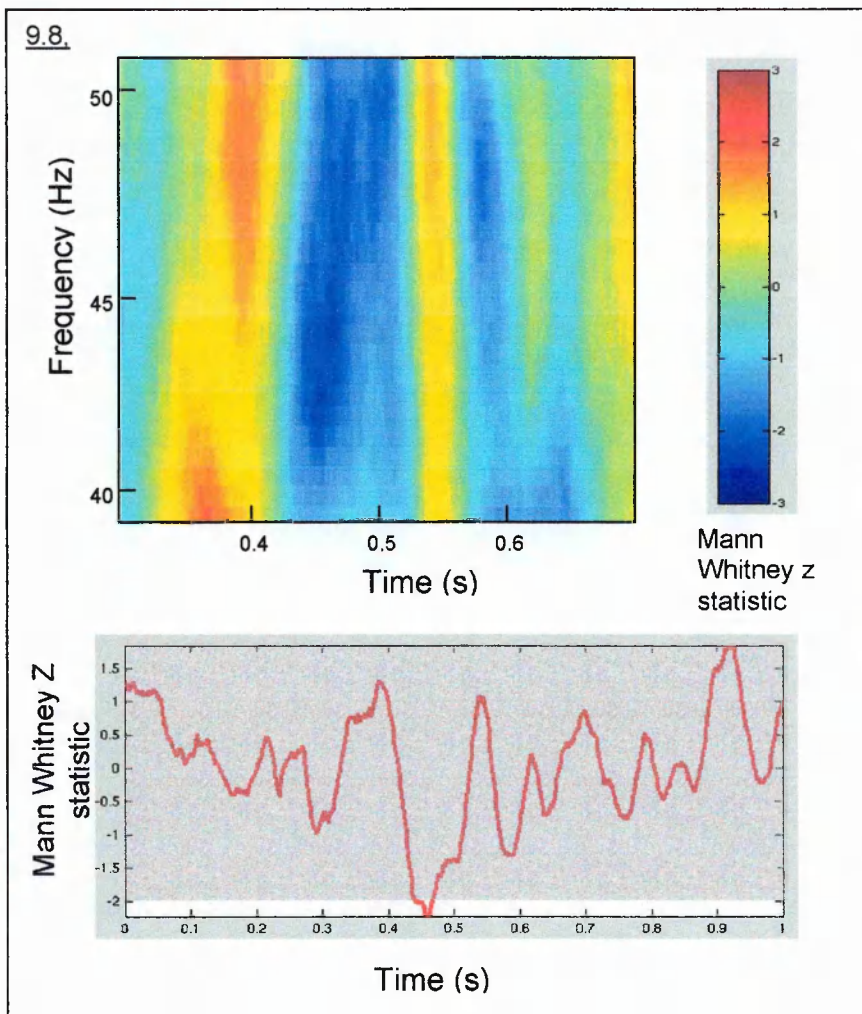 9.8.
50
45
40
Frequency (Hz)
0.4 0.5 0.6
Time (s)
3
2
1
0
-1
-2
-3
Mann
Whitney z
statistic
Mann Whitney Z
statistic
1.5
1
0.5
0
-0.5
-1
-1.5
-2
0 0.1 0.2 0.3 0.4 0.5 0.6 0.7 0.8 0.9 1
Time (s)